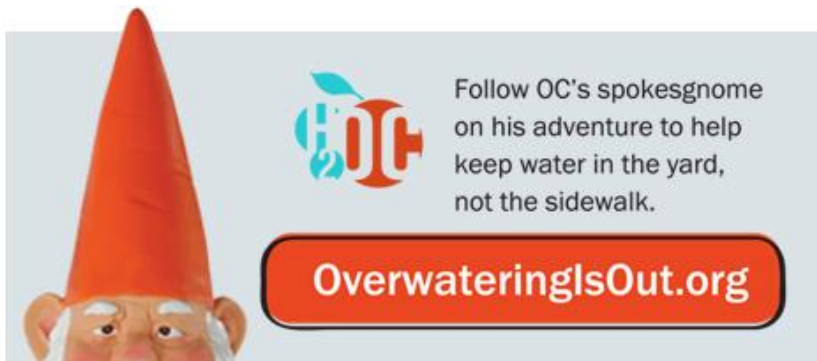 H2OC
Follow OC's spokesgnome
on his adventure to help
keep water in the yard,
not the sidewalk.
OverwateringIsOut.org